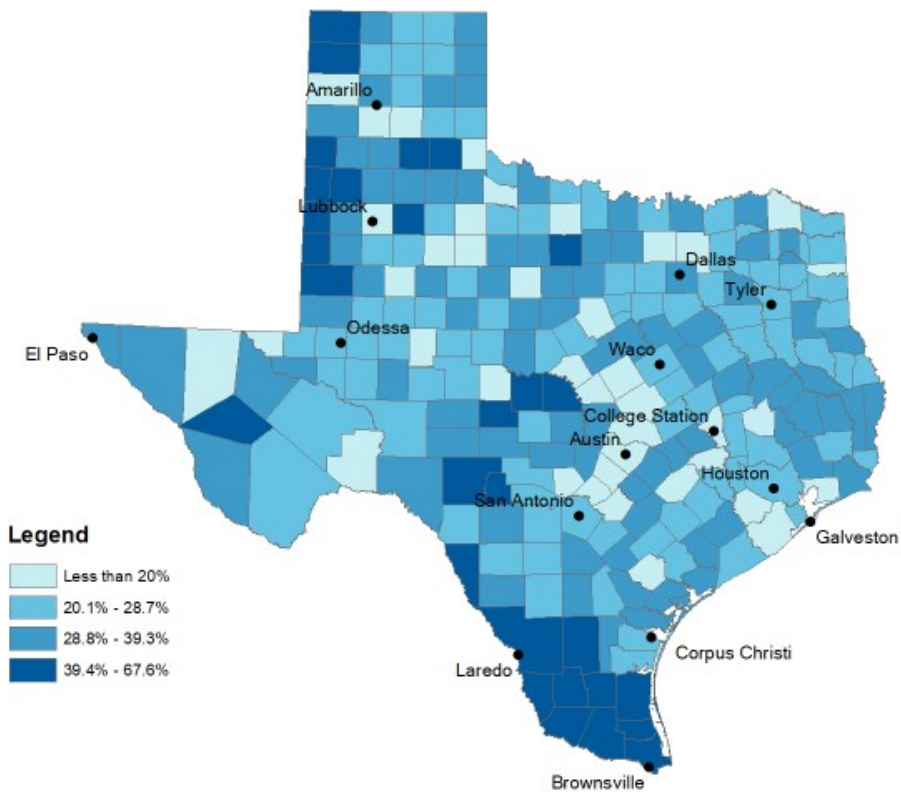 Amarillo
Lubbock
Dallas
Tyler
Odessa
El Paso
Waco
College Station
Austin
Houston
San Antonio
Galveston
Legend
Less than 20%
20.1% - 28.7%
28.8% - 39.3%
39.4% - 67.6%
Corpus Christi
Laredo
Brownsville